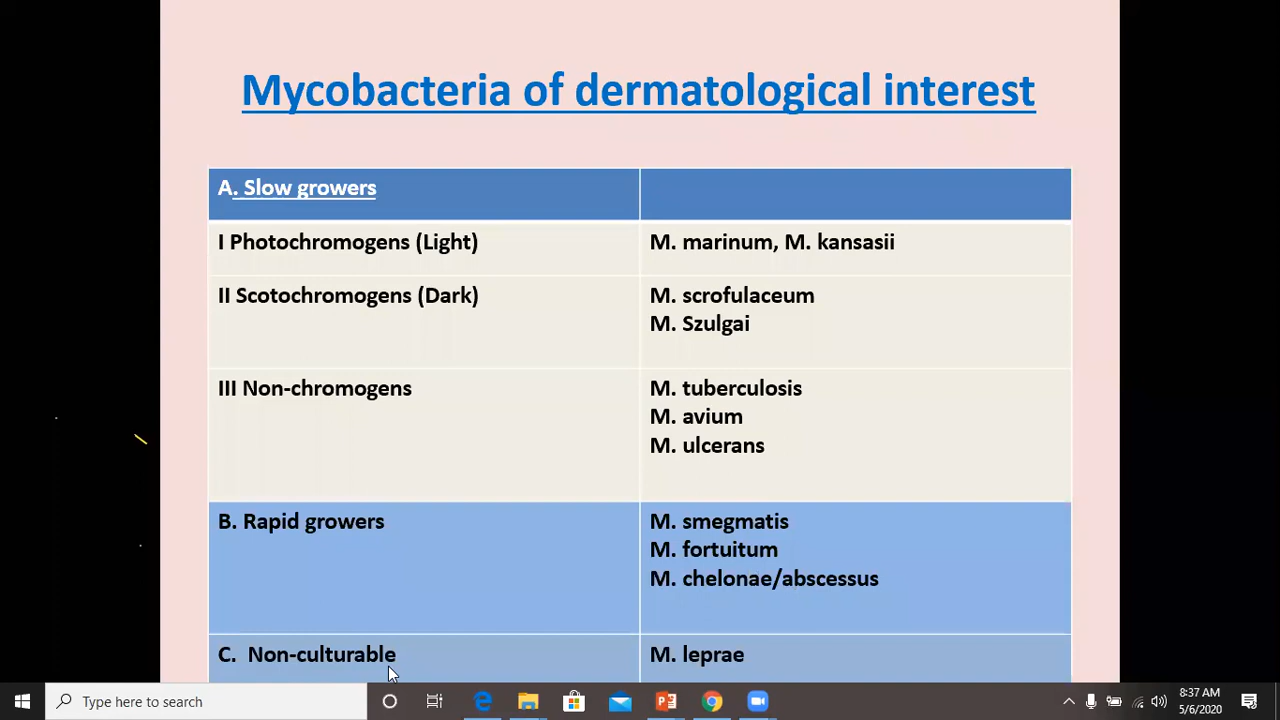 Mycobacteria of dermatological interest
A. Slow growers
I Photochromogens (Light)
M. marinum, M. kansasii
II Scotochromogens (Dark)
M. scrofulaceum
M. Szulgai
III Non-chromogens
M. tuberculosis
M. avium
M. ulcerans
B. Rapid growers
M. smegmatis
M. fortuitum
M. chelonae/abscessus
C. Non-culturable
M. leprae
Type here to search
8:37 AM
5/6/2020